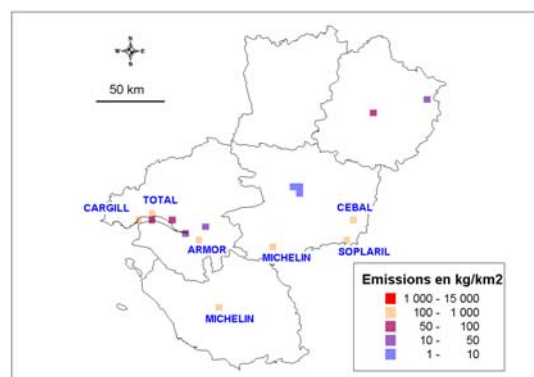 N
W E
S
50 km
TOTAL
CARGILL
CEBAL
ARMOR
MICHELIN
SOPLARIL
MICHELIN
Emissions en kg/km2
1 000 - 15 000
100 - 1 000
50 - 100
10 - 50
1 - 10